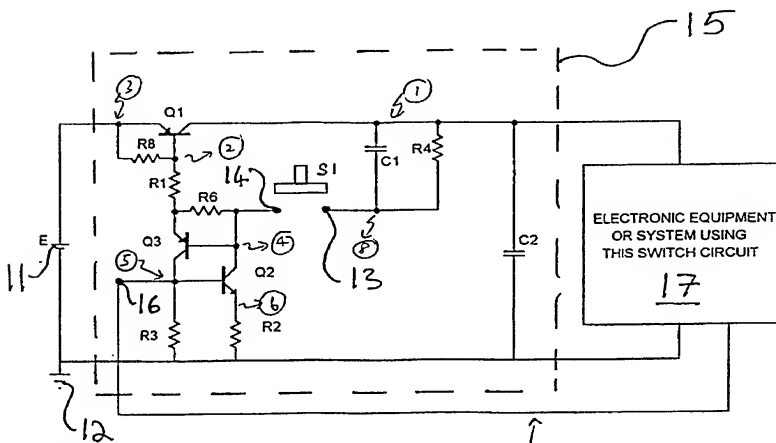 15
3
1
Q1
R8
2
S1
C1
R4
14
R1
R6
E
Q3
4
8
C2
ELECTRONIC EQUIPMENT
OR SYSTEM USING
THIS SWITCH CIRCUIT
17
11
5
Q2
13
16
6
R3
R2
12